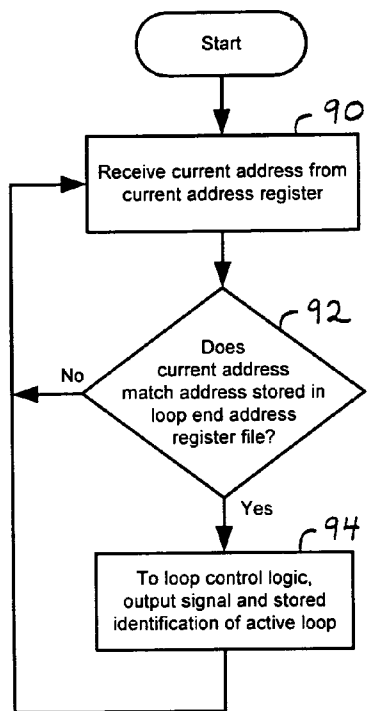 Start
90
Receive current address from
current address register
92
Does
current address
match address stored in
loop end address
register file?
No
Yes
94
To loop control logic,
output signal and stored
identification of active loop